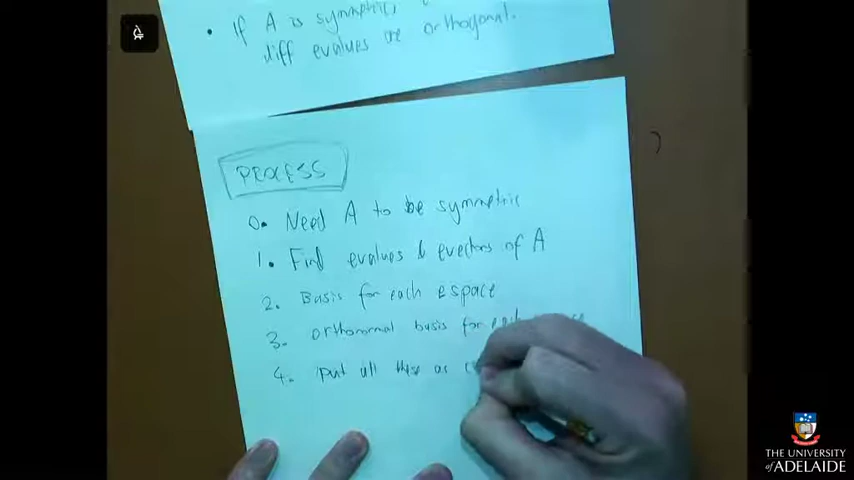 • If A is symmetric,
diff evalues are orthogonal.
PROCESS
0. Need A to be symmetric
1. Find evalues & evectors of A
2. Basis for each espace
3. orthonormal basis for
4. Put all these as
THE UNIVERSITY
of ADELAIDE